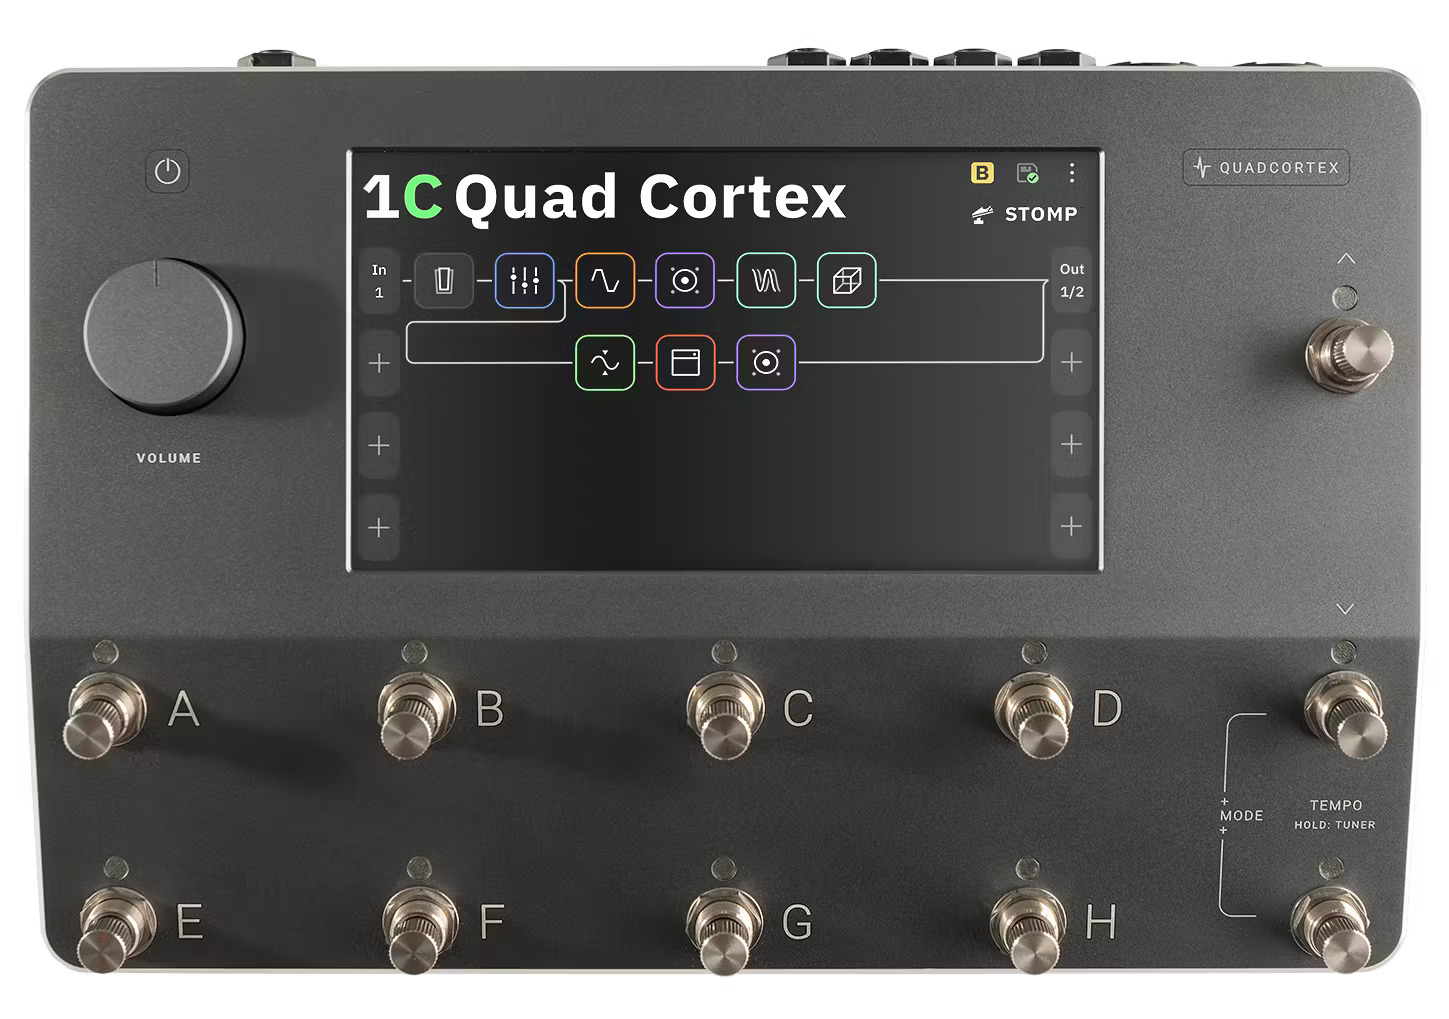 1C Quad Cortex
B
STOMP
QUADCORTEX
In
1
Out
1/2
VOLUME
A
B
C
D
MODE
TEMPO
HOLD: TUNER
E
F
G
H